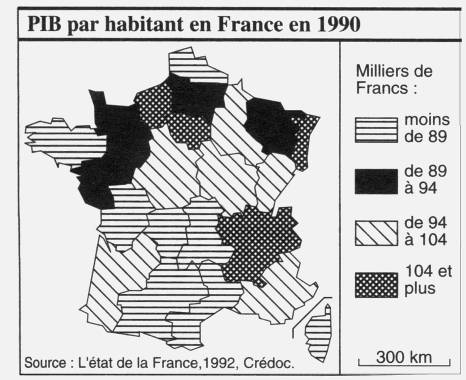 PIB par habitant en France en 1990
Milliers de
Francs :
moins
de 89
de 89
à 94
de 94
à 104
104 et
plus
300 km
Source : L'état de la France,1992, Crédoc.